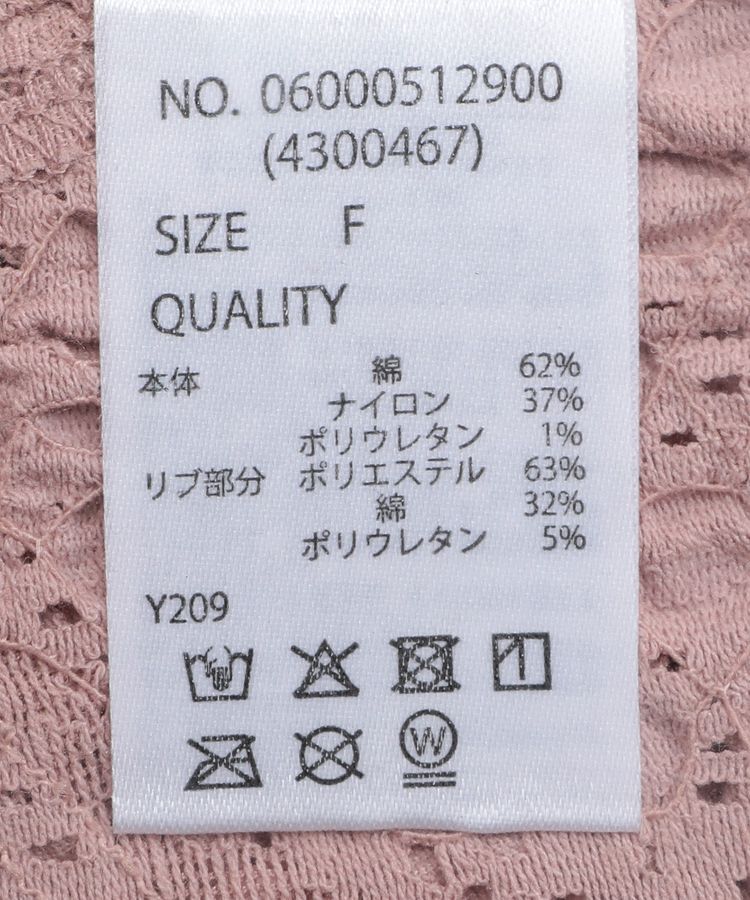 NO. 06000512900
(4300467)
SIZE F
QUALITY
本体 綿 62%
ナイロン 37%
ポリウレタン 1%
リブ部分 ポリエステル 63%
綿 32%
ポリウレタン 5%
Y209
W